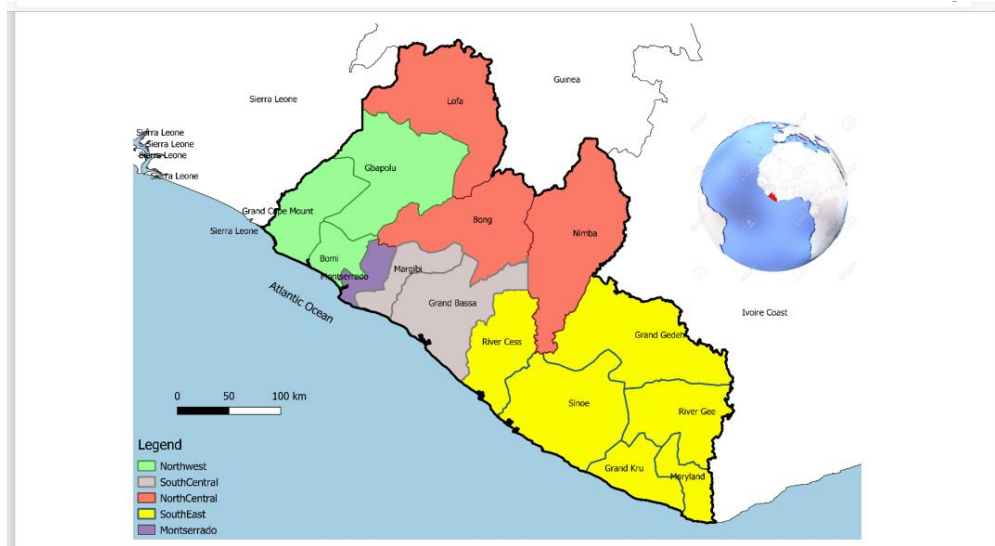 Guinea
Sierra Leone
Lofa
Sierra Leone
Sierra Leone
Sierra Leone
Sierra Leone
Gbapolu
Grand Cape Mount
Sierra Leone
Bong
Nimba
Bomi
Montserrado
Margibi
Atlantic Ocean
Grand Bassa
Ivoire Coast
River Cess
Grand Gedeh
0 50 100 km
Sinoe
River Gee
Grand Kru
Maryland
Legend
Northwest
SouthCentral
NorthCentral
SouthEast
Montserrado